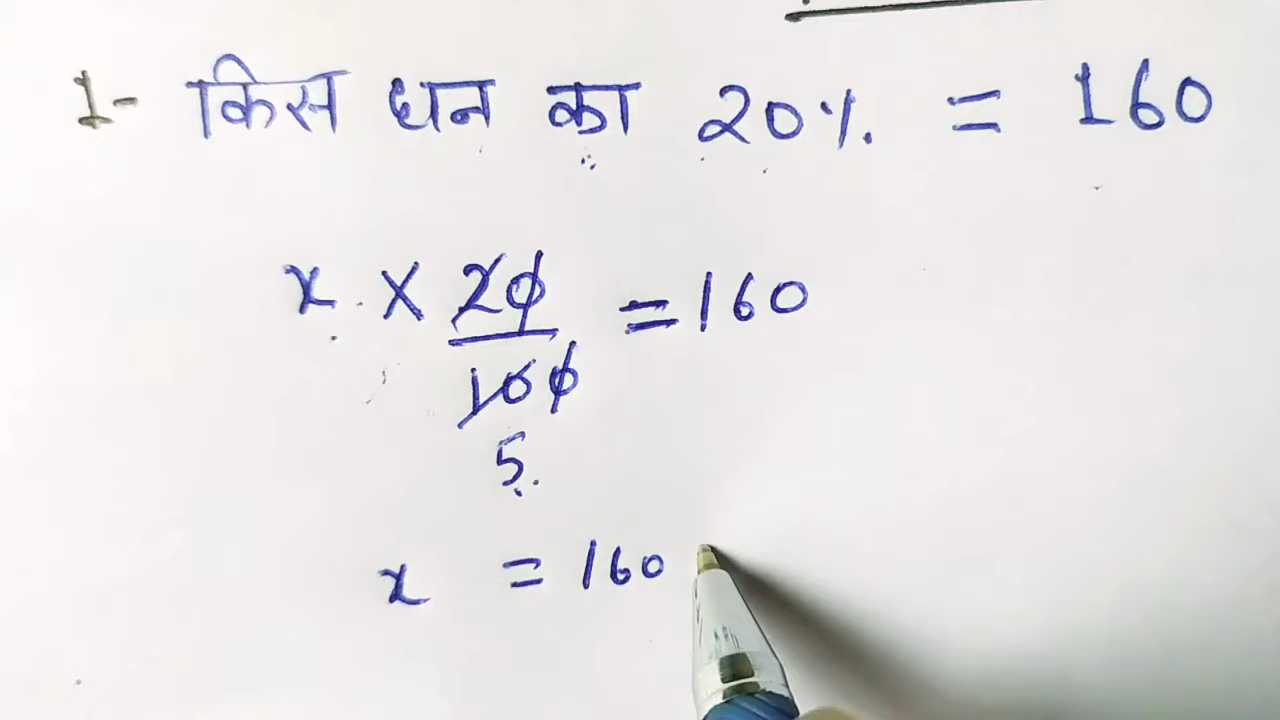 1- किस धन का 20% = 160
x × 20/100 = 160
5
x = 160